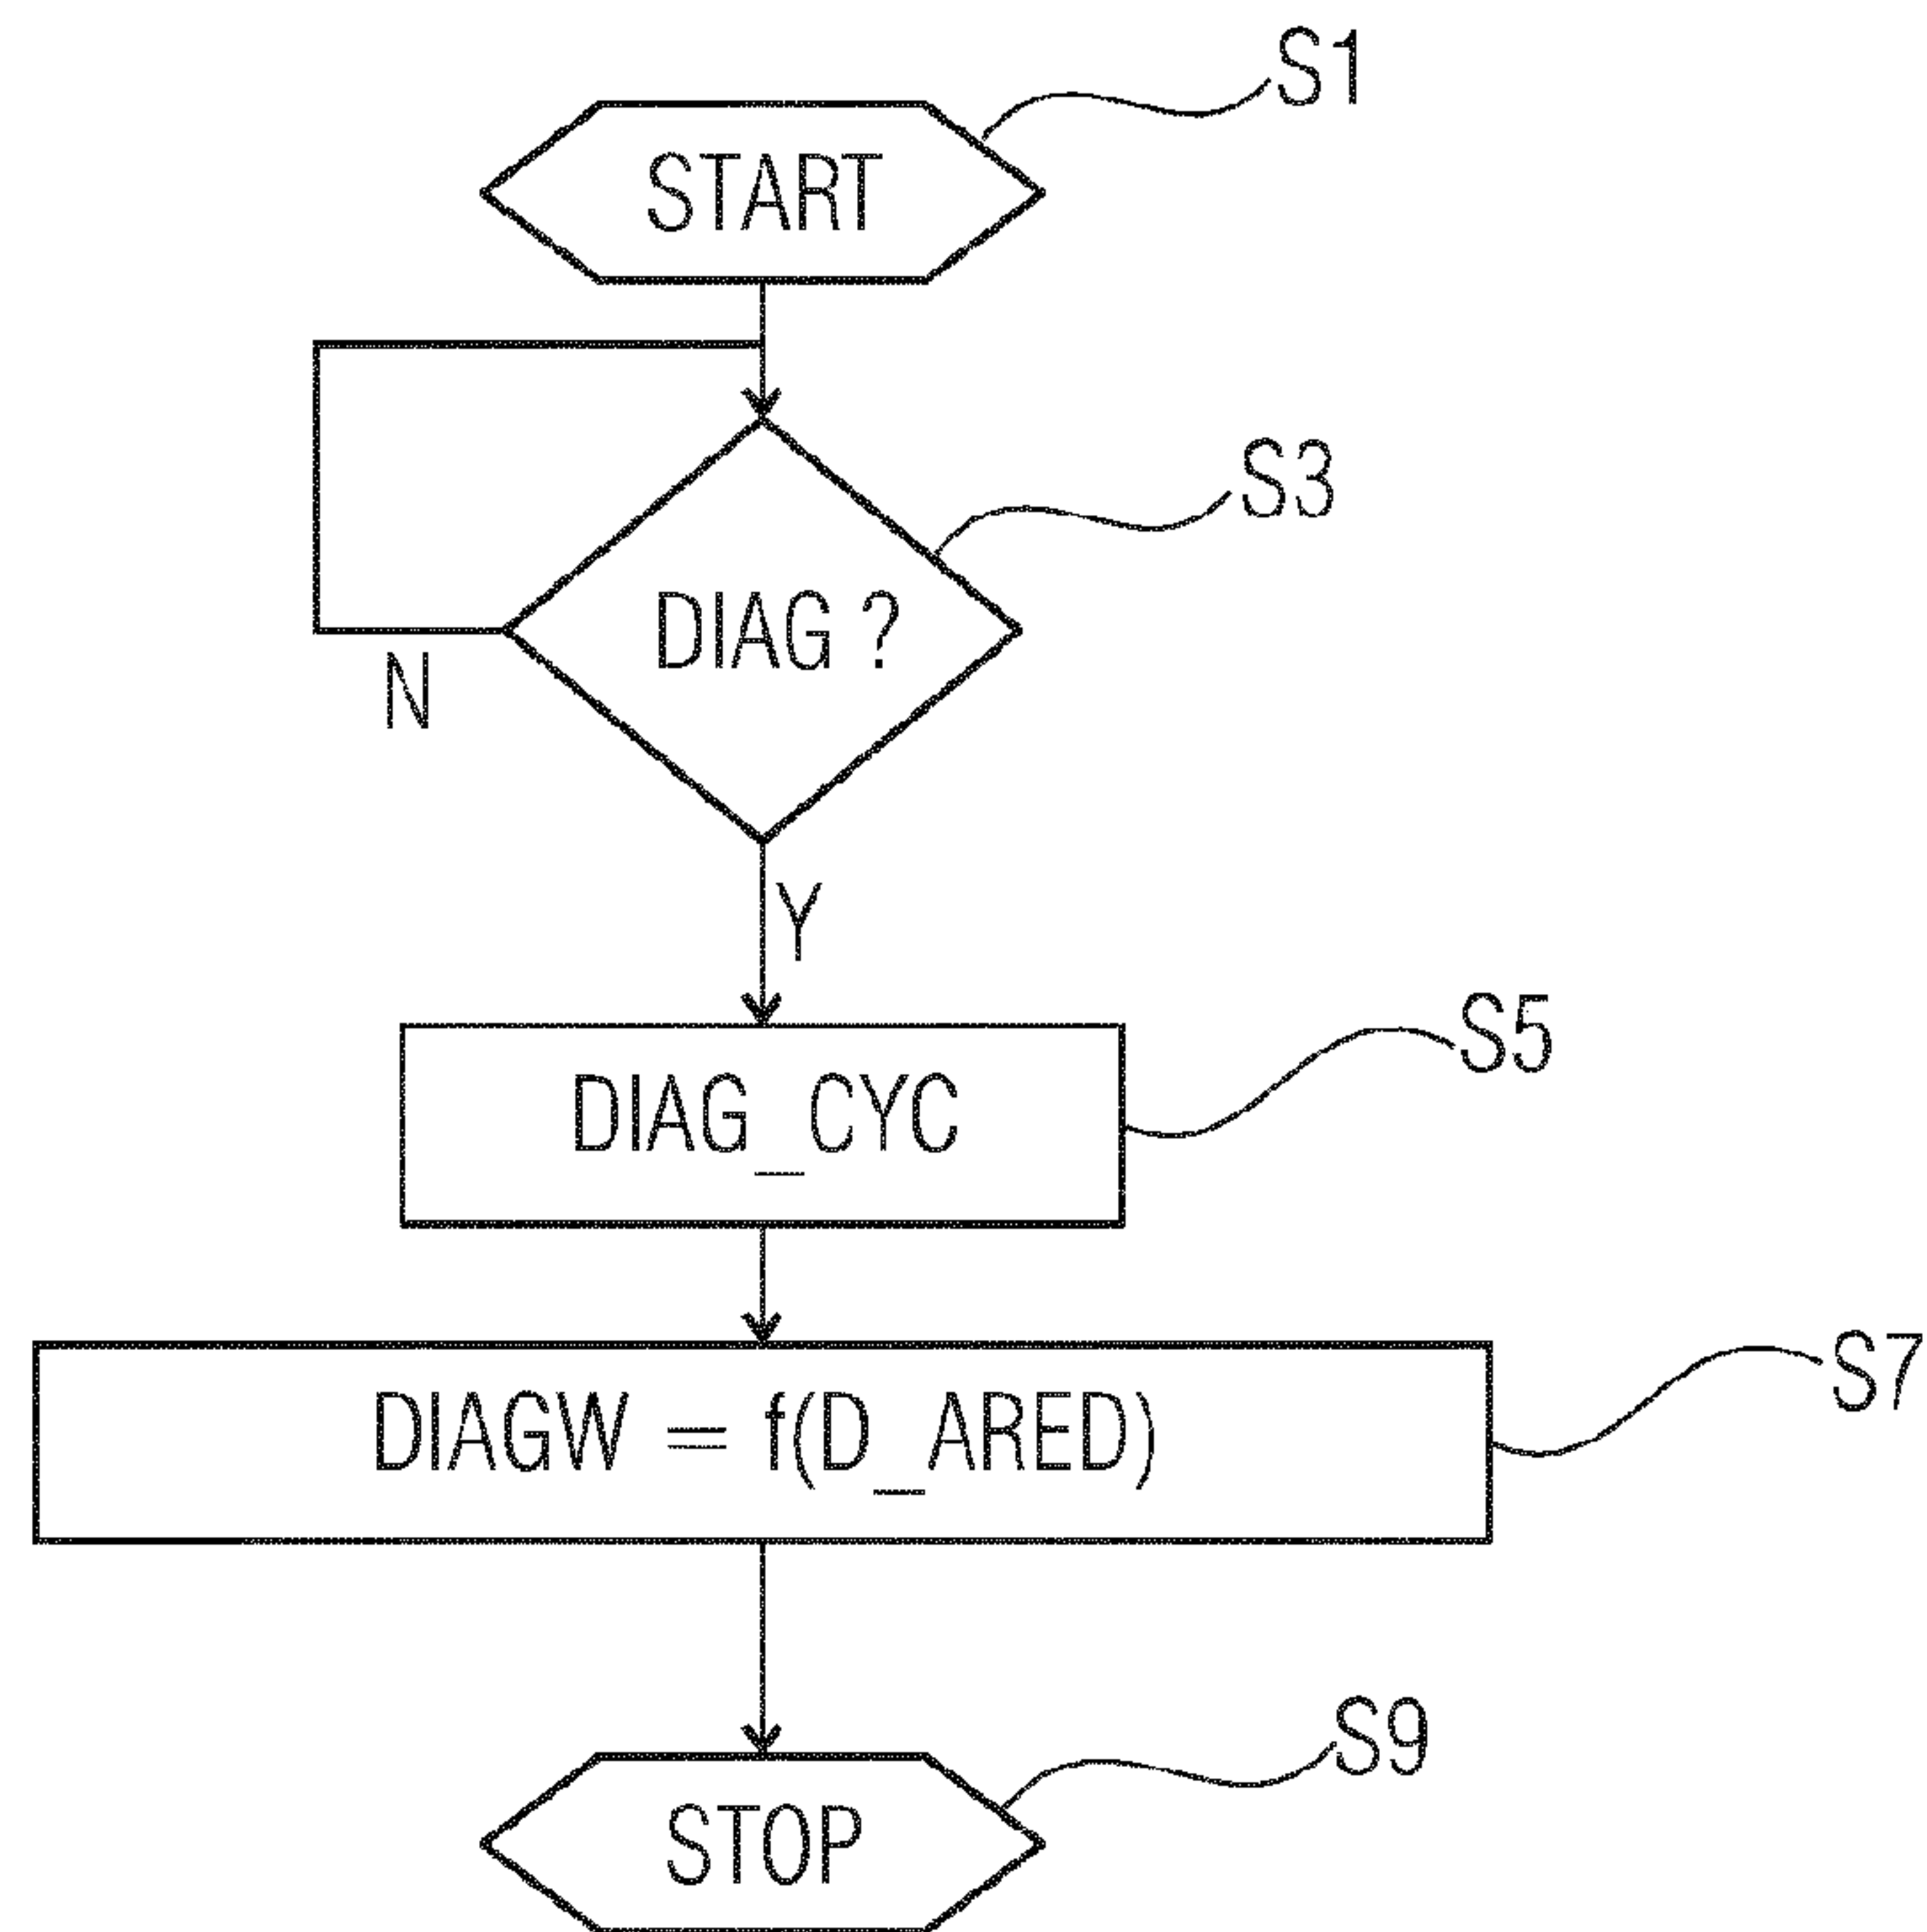 S1
START
S3
DIAG ?
N
Y
S5
DIAG_CYC
S7
DIAGW = f(D_ARED)
S9
STOP